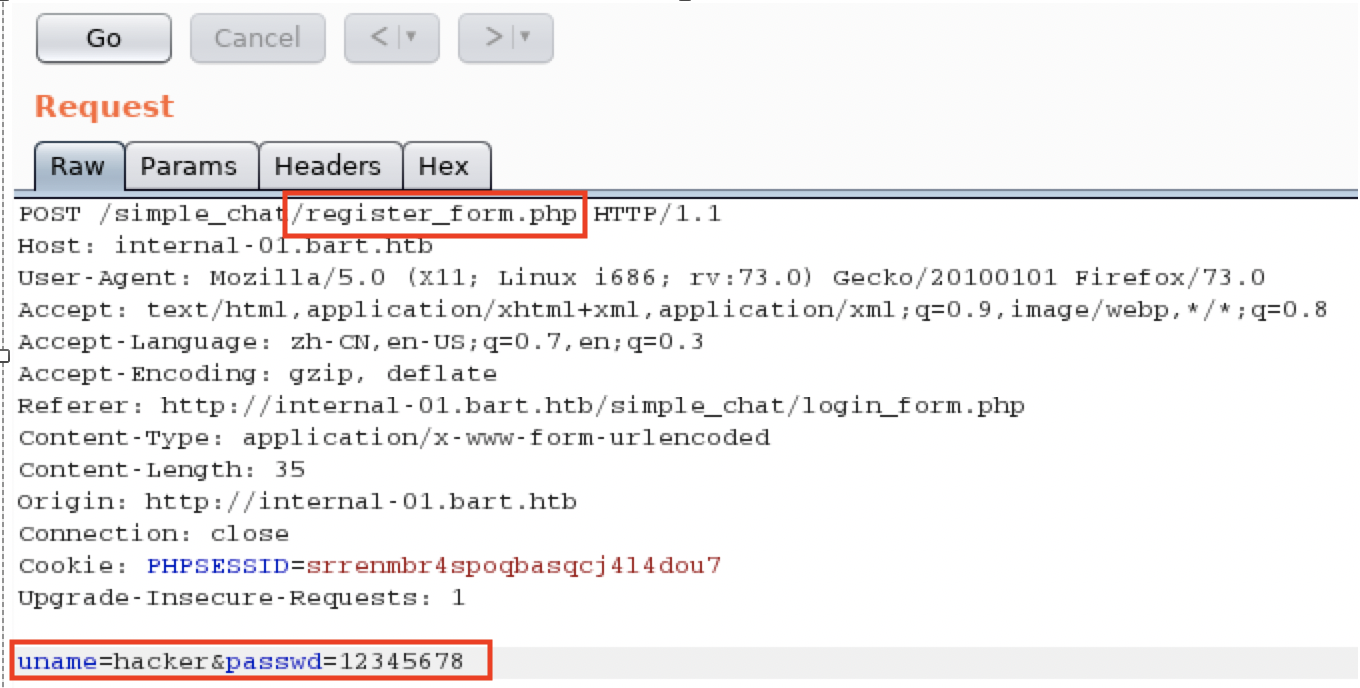 Go Cancel < > 
Request
Raw Params Headers Hex
POST /simple_chat/register_form.php HTTP/1.1
Host: internal-01.bart.htb
User-Agent: Mozilla/5.0 (X11; Linux i686; rv:73.0) Gecko/20100101 Firefox/73.0
Accept: text/html,application/xhtml+xml,application/xml;q=0.9,image/webp,*/*;q=0.8
Accept-Language: zh-CN,en-US;q=0.7,en;q=0.3
Accept-Encoding: gzip, deflate
Referer: http://internal-01.bart.htb/simple_chat/login_form.php
Content-Type: application/x-www-form-urlencoded
Content-Length: 35
Origin: http://internal-01.bart.htb
Connection: close
Cookie: PHPSESSID=srrenmbr4spoqbasqcj4l4dou7
Upgrade-Insecure-Requests: 1
uname=hacker&passwd=12345678